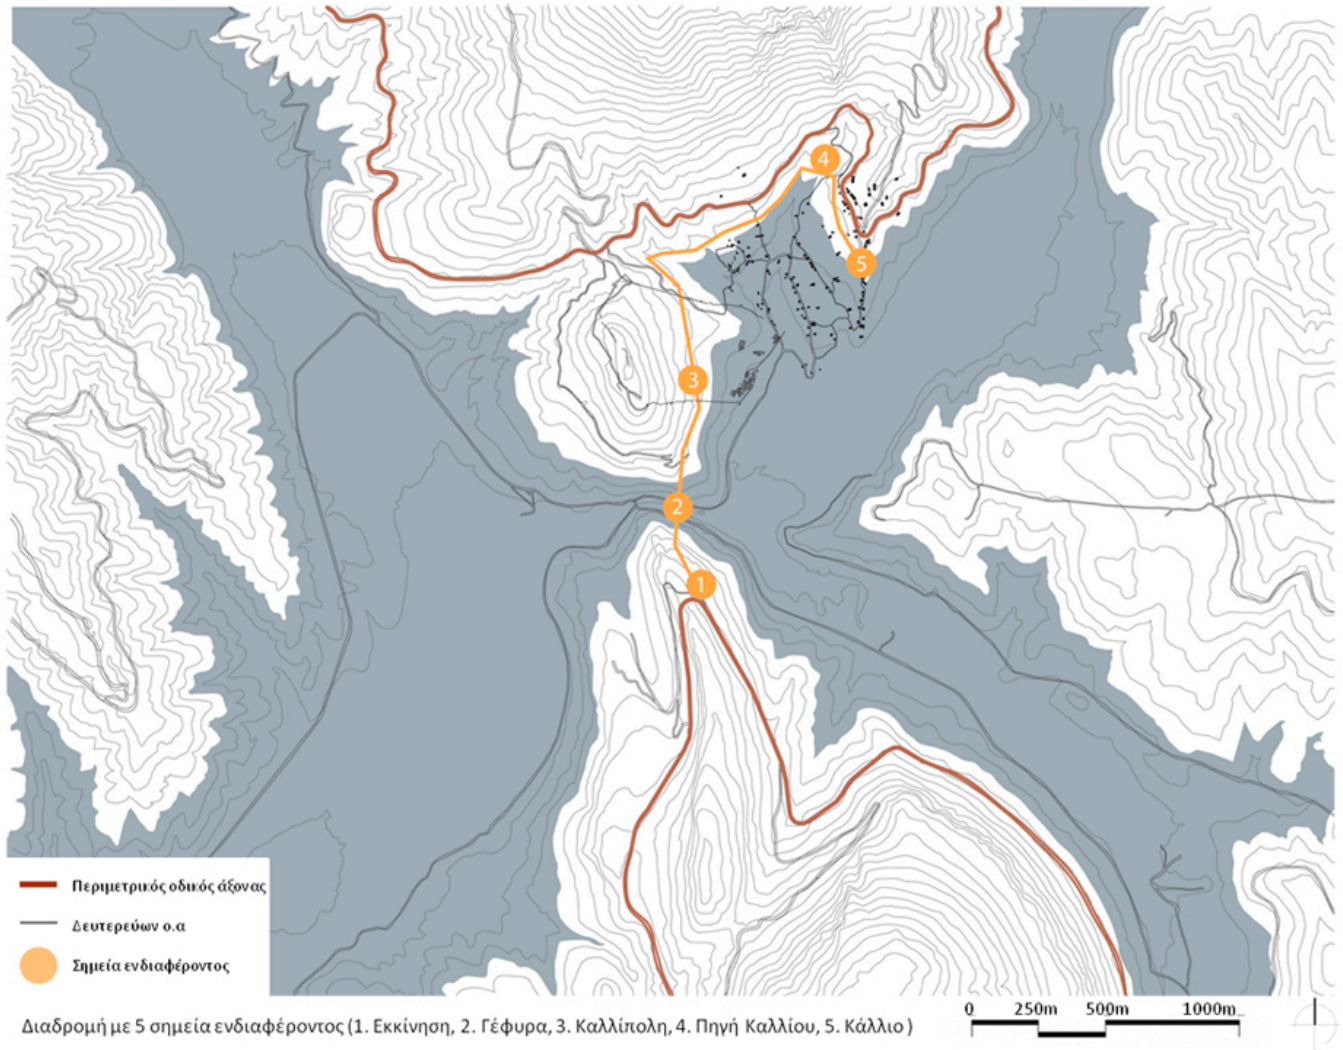 4
5
3
2
1
Περιμετρικός οδικός άξονας
Δευτερεύων ο.α
Σημεία ενδιαφέροντος
0 250m 500m 1000m
Διαδρομή με 5 σημεία ενδιαφέροντος (1. Εκκίνηση, 2. Γέφυρα, 3. Καλλίπολη, 4. Πηγή Καλλίου, 5. Κάλλιο )